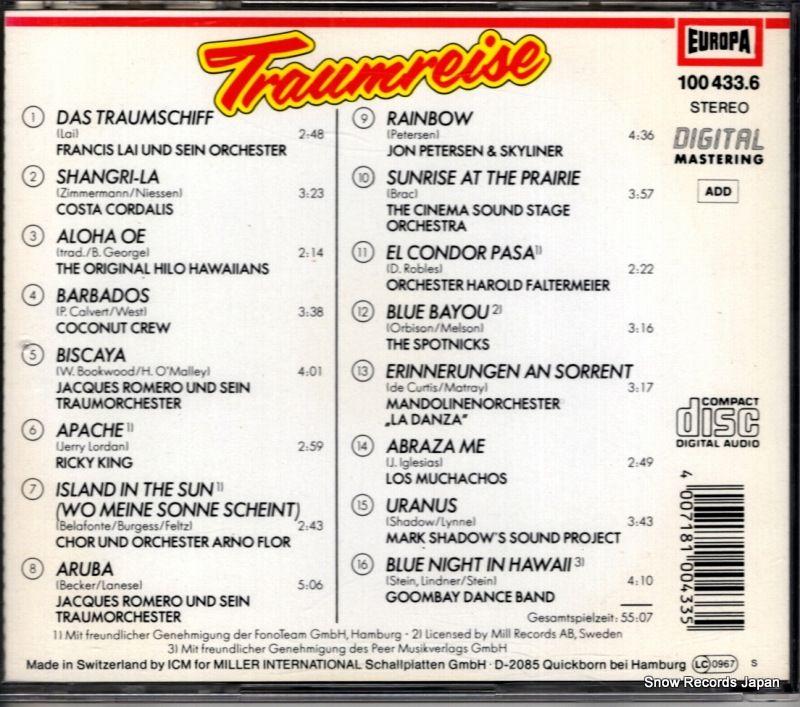 Traumreise
EUROPA
100 433.6
STEREO
DIGITAL
MASTERING
ADD
1 DAS TRAUMSCHIFF
(Lai) 2:48
FRANCIS LAI UND SEIN ORCHESTER
2 SHANGRI-LA
(Zimmermann/Niessen) 3:23
COSTA CORDALIS
3 ALOHA OE
(trad./B. George) 2:14
THE ORIGINAL HILO HAWAIIANS
4 BARBADOS
(P. Calvert/West) 3:38
COCONUT CREW
5 BISCAYA
(W. Bookwood/H. O'Malley) 4:01
JACQUES ROMERO UND SEIN
TRAUMORCHESTER
6 APACHE 1)
(Jerry Lordan) 2:59
RICKY KING
7 ISLAND IN THE SUN 1)
(WO MEINE SONNE SCHEINT)
(Belafonte/Burgess/Feltz) 2:43
CHOR UND ORCHESTER ARNO FLOR
8 ARUBA
(Becker/Lanese) 5:06
JACQUES ROMERO UND SEIN
TRAUMORCHESTER
9 RAINBOW
(Petersen) 4:36
JON PETERSEN & SKYLINER
10 SUNRISE AT THE PRAIRIE
(Brac) 3:57
THE CINEMA SOUND STAGE
ORCHESTRA
11 EL CONDOR PASA 1)
(D. Robles) 2:22
ORCHESTER HAROLD FALTERMEIER
12 BLUE BAYOU 2)
(Orbison/Melson) 3:16
THE SPOTNICKS
13 ERINNERUNGEN AN SORRENT
(de Curtis/Matray) 3:17
MANDOLINENORCHESTER
„LA DANZA"
14 ABRAZA ME
(J. Iglesias) 2:49
LOS MUCHACHOS
15 URANUS
(Shadow/Lynne) 3:43
MARK SHADOW'S SOUND PROJECT
16 BLUE NIGHT IN HAWAII 3)
(Stein, Lindner/Stein) 4:10
GOOMBAY DANCE BAND
Gesamtspielzeit: 55:07
COMPACT
disc
DIGITAL AUDIO
4 007181 004335
1) Mit freundlicher Genehmigung der FonoTeam GmbH, Hamburg - 2) Licensed by Mill Records AB, Sweden
3) Mit freundlicher Genehmigung des Peer Musikverlags GmbH
Made in Switzerland by ICM for MILLER INTERNATIONAL Schallplatten GmbH · D-2085 Quickborn bei Hamburg LC 0967 S
Snow Records Japan